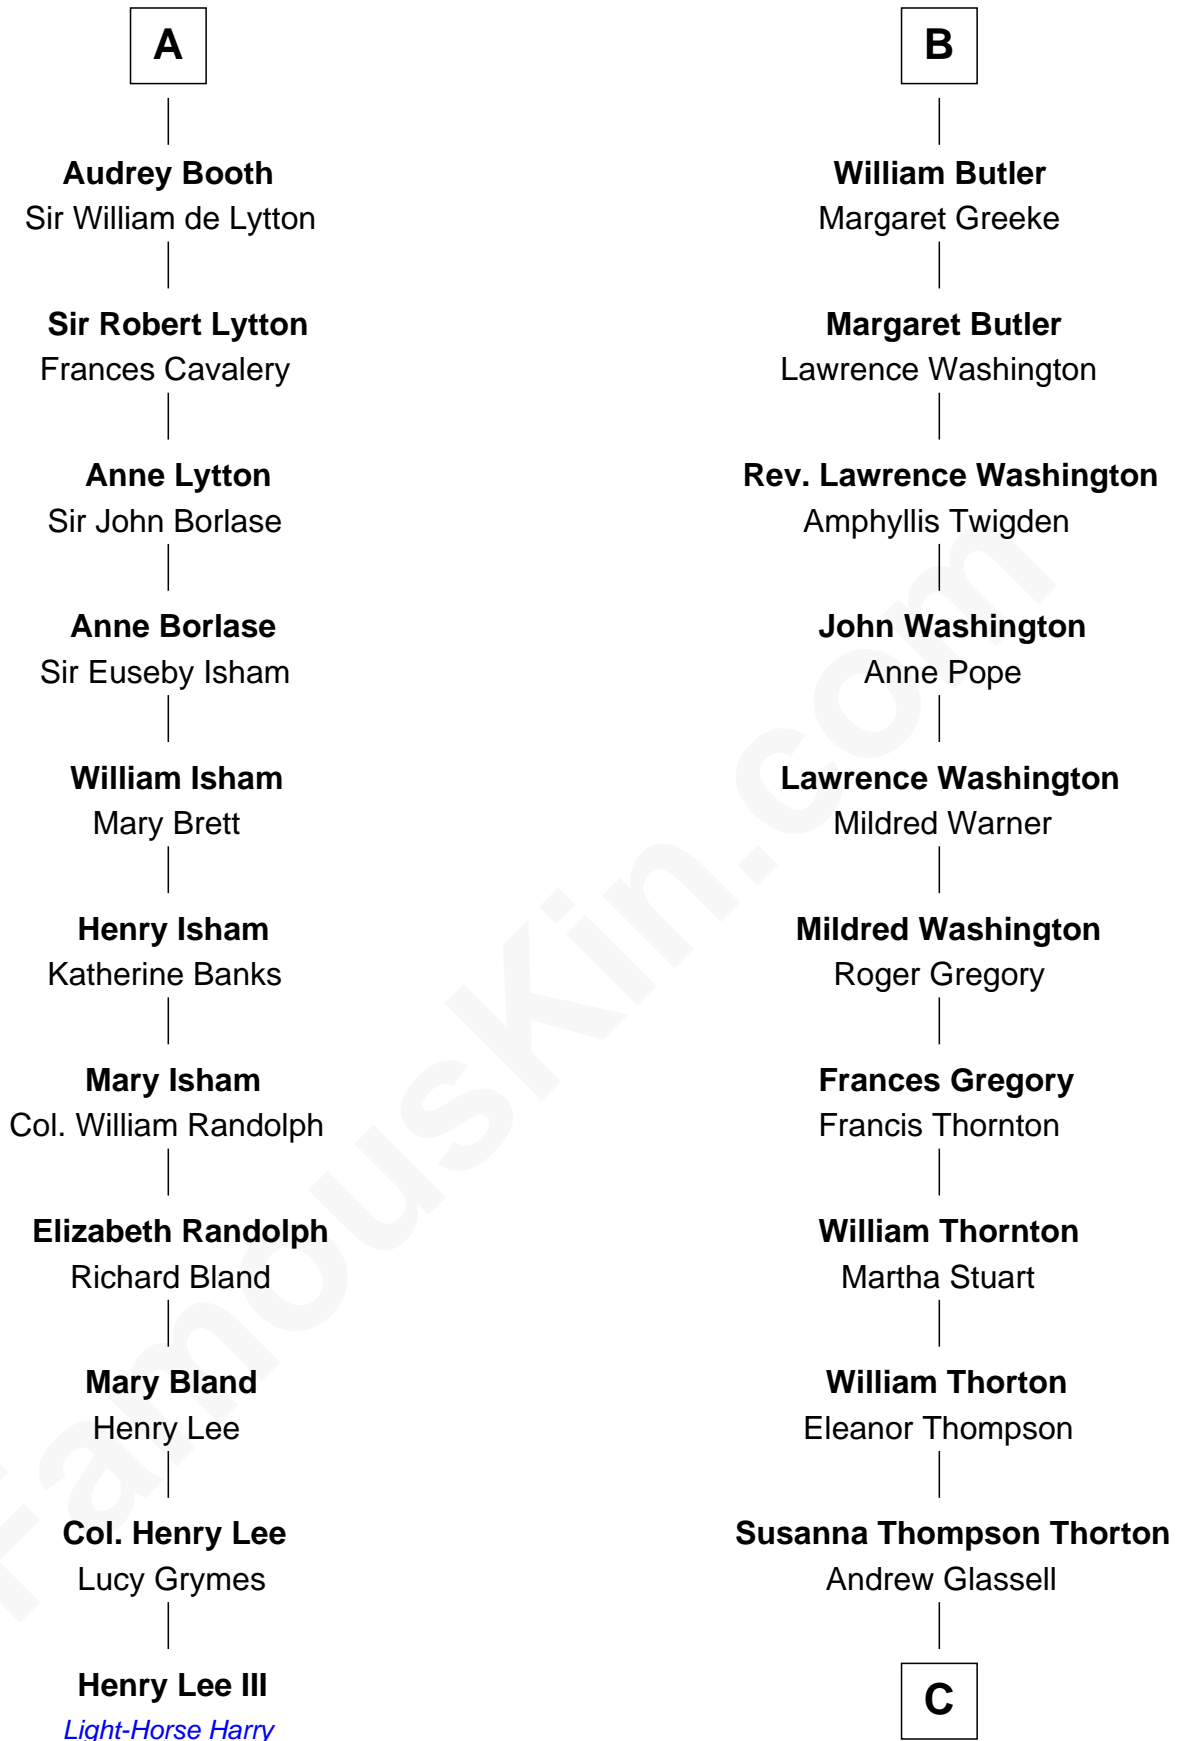 A
Audrey Booth
Sir William de Lytton
Sir Robert Lytton
Frances Cavalery
Anne Lytton
Sir John Borlase
Anne Borlase
Sir Euseby Isham
William Isham
Mary Brett
Henry Isham
Katherine Banks
Mary Isham
Col. William Randolph
Elizabeth Randolph
Richard Bland
Mary Bland
Henry Lee
Col. Henry Lee
Lucy Grymes
Henry Lee III
Light-Horse Harry
B
William Butler
Margaret Greeke
Margaret Butler
Lawrence Washington
Rev. Lawrence Washington
Amphyllis Twigden
John Washington
Anne Pope
Lawrence Washington
Mildred Warner
Mildred Washington
Roger Gregory
Frances Gregory
Francis Thornton
William Thornton
Martha Stuart
William Thorton
Eleanor Thompson
Susanna Thompson Thorton
Andrew Glassell
C
FamousKin.com